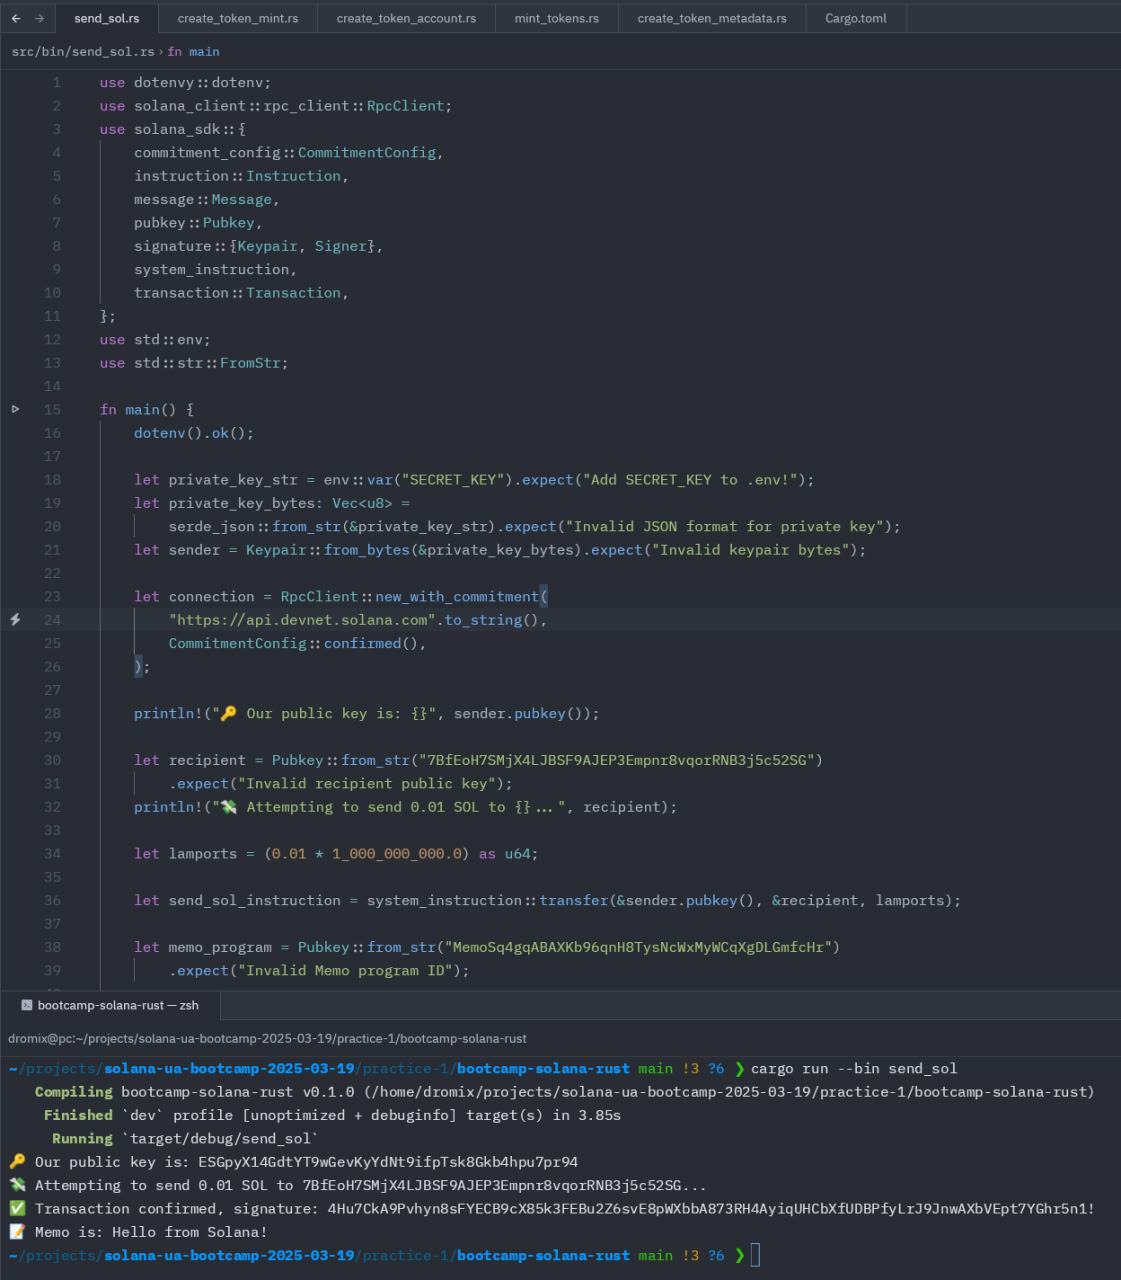 ← → send_sol.rs create_token_mint.rs create_token_account.rs mint_tokens.rs create_token_metadata.rs Cargo.toml
src/bin/send_sol.rs › fn main
1 use dotenvy::dotenv;
2 use solana_client::rpc_client::RpcClient;
3 use solana_sdk::{
4 commitment_config::CommitmentConfig,
5 instruction::Instruction,
6 message::Message,
7 pubkey::Pubkey,
8 signature::{Keypair, Signer},
9 system_instruction,
10 transaction::Transaction,
11 };
12 use std::env;
13 use std::str::FromStr;
14
15 fn main() {
16 dotenv().ok();
17
18 let private_key_str = env::var("SECRET_KEY").expect("Add SECRET_KEY to .env!");
19 let private_key_bytes: Vec<u8> =
20 serde_json::from_str(&private_key_str).expect("Invalid JSON format for private key");
21 let sender = Keypair::from_bytes(&private_key_bytes).expect("Invalid keypair bytes");
22
23 let connection = RpcClient::new_with_commitment(
24 "https://api.devnet.solana.com".to_string(),
25 CommitmentConfig::confirmed(),
26 );
27
28 println!("🔑 Our public key is: {}", sender.pubkey());
29
30 let recipient = Pubkey::from_str("7BfEoH7SMjX4LJBSF9AJEP3Empnr8vqorRNB3j5c52SG")
31 .expect("Invalid recipient public key");
32 println!("💸 Attempting to send 0.01 SOL to {}...", recipient);
33
34 let lamports = (0.01 * 1_000_000_000.0) as u64;
35
36 let send_sol_instruction = system_instruction::transfer(&sender.pubkey(), &recipient, lamports);
37
38 let memo_program = Pubkey::from_str("MemoSq4gqABAXKb96qnH8TysNcWxMyWCqXgDLGmfcHr")
39 .expect("Invalid Memo program ID");
bootcamp-solana-rust — zsh
dromix@pc:~/projects/solana-ua-bootcamp-2025-03-19/practice-1/bootcamp-solana-rust
~/projects/solana-ua-bootcamp-2025-03-19/practice-1/bootcamp-solana-rust main !3 ?6 ❯ cargo run --bin send_sol
Compiling bootcamp-solana-rust v0.1.0 (/home/dromix/projects/solana-ua-bootcamp-2025-03-19/practice-1/bootcamp-solana-rust)
Finished `dev` profile [unoptimized + debuginfo] target(s) in 3.85s
Running `target/debug/send_sol`
🔑 Our public key is: ESGpyX14GdtYT9wGevKyYdNt9ifpTsk8Gkb4hpu7pr94
💸 Attempting to send 0.01 SOL to 7BfEoH7SMjX4LJBSF9AJEP3Empnr8vqorRNB3j5c52SG...
✅ Transaction confirmed, signature: 4Hu7CkA9Pvhyn8sFYECB9cX85k3FEBu2Z6svE8pWXbbA873RH4AyiqUHCbXfUDBPfyLrJ9JnwAXbVEpt7YGhr5n1!
📝 Memo is: Hello from Solana!
~/projects/solana-ua-bootcamp-2025-03-19/practice-1/bootcamp-solana-rust main !3 ?6 ❯